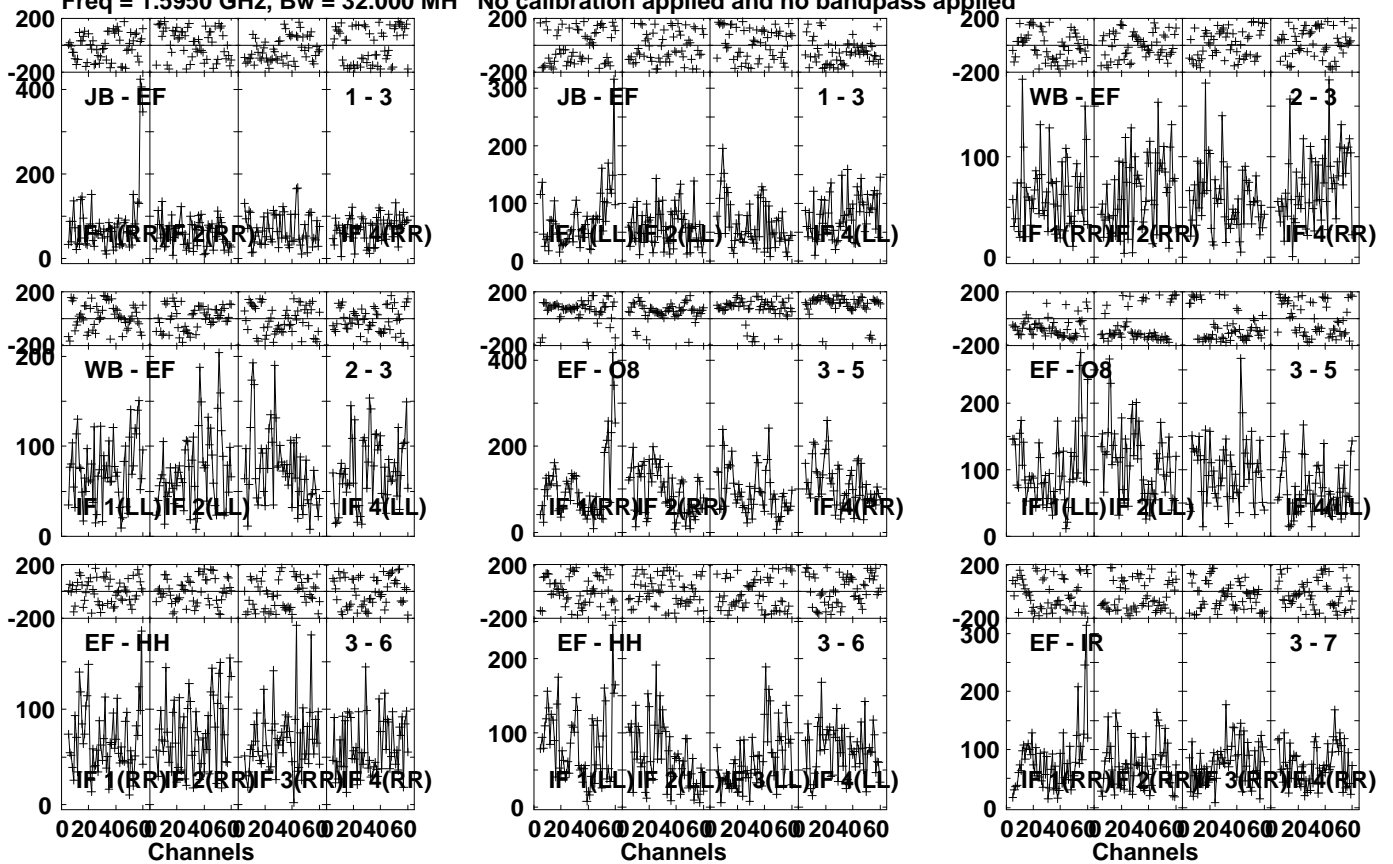 Freq = 1.5950 GHz, Bw = 32.000 MH No calibration applied and no bandpass applied
200
-200
400
200
0
JB - EF
1 - 3
IF 1(RR) IF 2(RR) IF 4(RR)
200
-200
300
200
100
0
JB - EF
1 - 3
IF 1(LL) IF 2(LL) IF 4(LL)
200
-200
100
0
WB - EF
2 - 3
IF 1(RR) IF 2(RR) IF 4(RR)
200
-200
200
100
0
WB - EF
2 - 3
IF 1(LL) IF 2(LL) IF 4(LL)
200
-200
400
200
0
EF - O8
3 - 5
IF 1(RR) IF 2(RR) IF 4(RR)
200
-200
200
100
0
EF - O8
3 - 5
IF 1(LL) IF 2(LL) IF 4(LL)
200
-200
100
0
EF - HH
3 - 6
IF 1(RR) IF 2(RR) IF 3(RR) IF 4(RR)
0 20 40 60 0 20 40 60 0 20 40 60 0 20 40 60
Channels
200
-200
200
100
0
EF - HH
3 - 6
IF 1(LL) IF 2(LL) IF 3(LL) IF 4(LL)
0 20 40 60 0 20 40 60 0 20 40 60 0 20 40 60
Channels
200
-200
300
200
100
0
EF - IR
3 - 7
IF 1(RR) IF 2(RR) IF 3(RR) IF 4(RR)
0 20 40 60 0 20 40 60 0 20 40 60 0 20 40 60
Channels